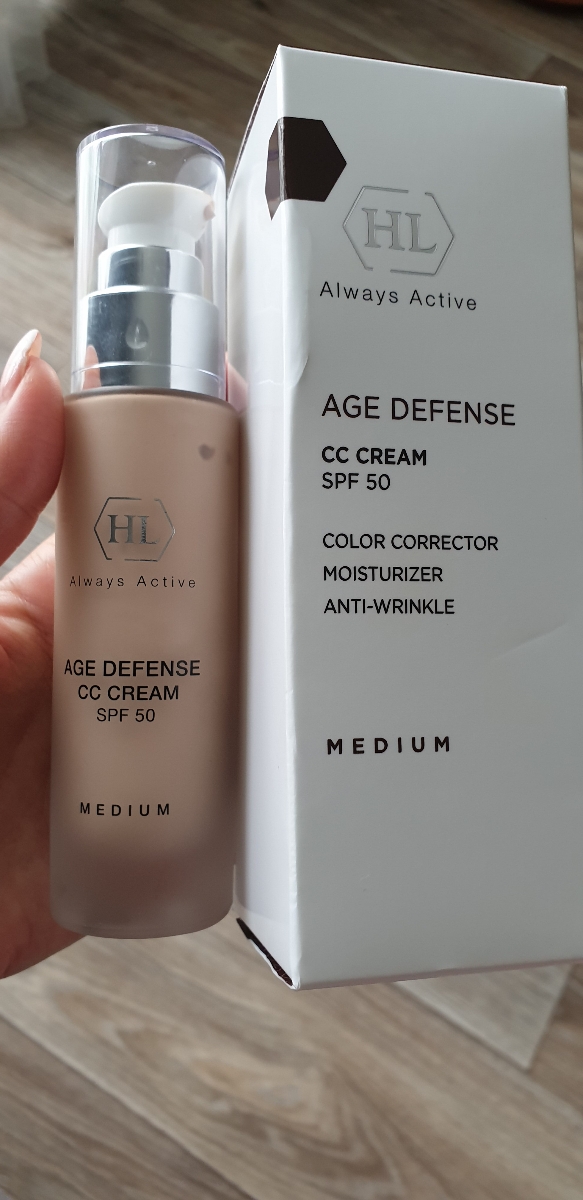 HL
Always Active
AGE DEFENSE
CC CREAM
SPF 50
MEDIUM
HL
Always Active
AGE DEFENSE
CC CREAM
SPF 50
COLOR CORRECTOR
MOISTURIZER
ANTI-WRINKLE
MEDIUM